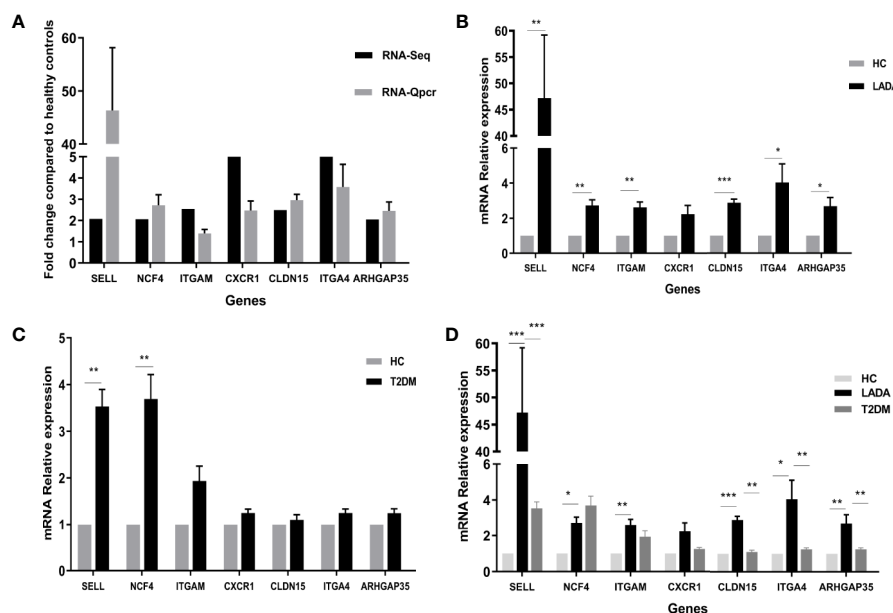 A
Fold change compared to healthy controls
60
50
40
5
4
3
2
1
0
RNA-Seq
RNA-Qpcr
SELL NCF4 ITGAM CXCR1 CLDN15 ITGA4 ARHGAP35
Genes
B
mRNA Relative expression
60
55
50
45
40
6
4
2
0
HC
LADA
** ** ** *** * *
SELL NCF4 ITGAM CXCR1 CLDN15 ITGA4 ARHGAP35
Genes
C
mRNA Relative expression
5
4
3
2
1
0
HC
T2DM
** **
SELL NCF4 ITGAM CXCR1 CLDN15 ITGA4 ARHGAP35
D
mRNA Relative expression
60
55
50
45
40
6
4
2
0
HC
LADA
T2DM
*** *** * ** *** ** * ** ** **
SELL NCF4 ITGAM CXCR1 CLDN15 ITGA4 ARHGAP35
Genes